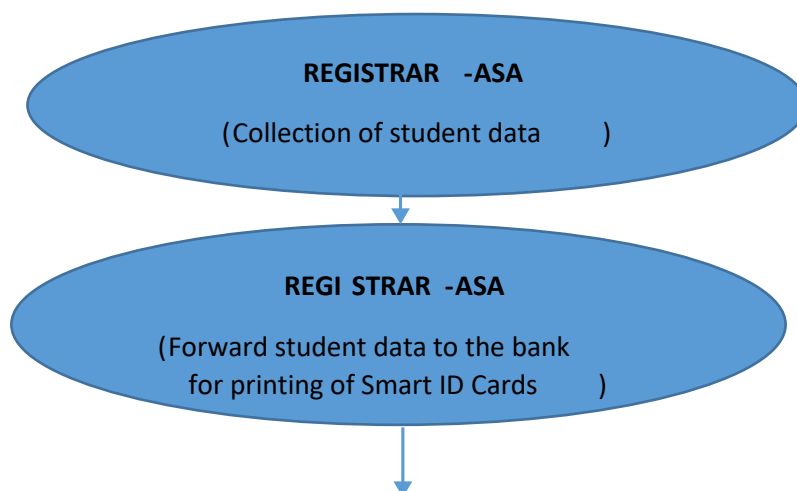 REGISTRAR -ASA
(Collection of student data )
REGI STRAR -ASA
(Forward student data to the bank
for printing of Smart ID Cards )